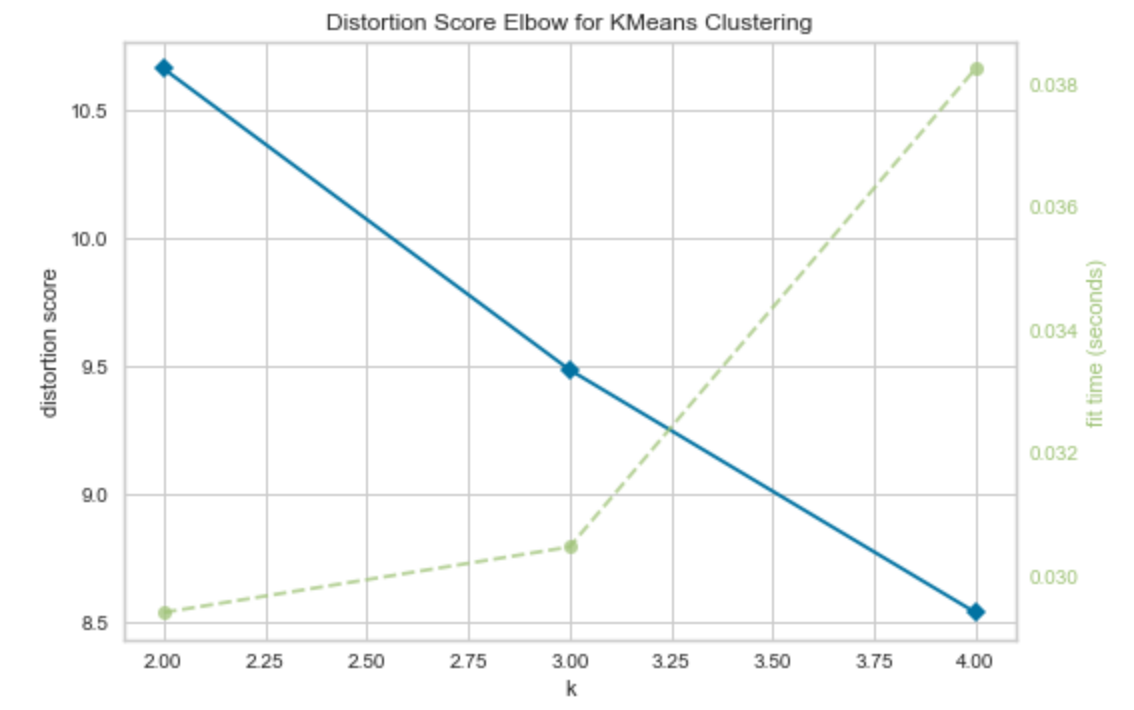 Distortion Score Elbow for KMeans Clustering
10.5
10.0
9.5
9.0
8.5
distortion score
0.038
0.036
0.034
0.032
0.030
fit time (seconds)
2.00 2.25 2.50 2.75 3.00 3.25 3.50 3.75 4.00
k